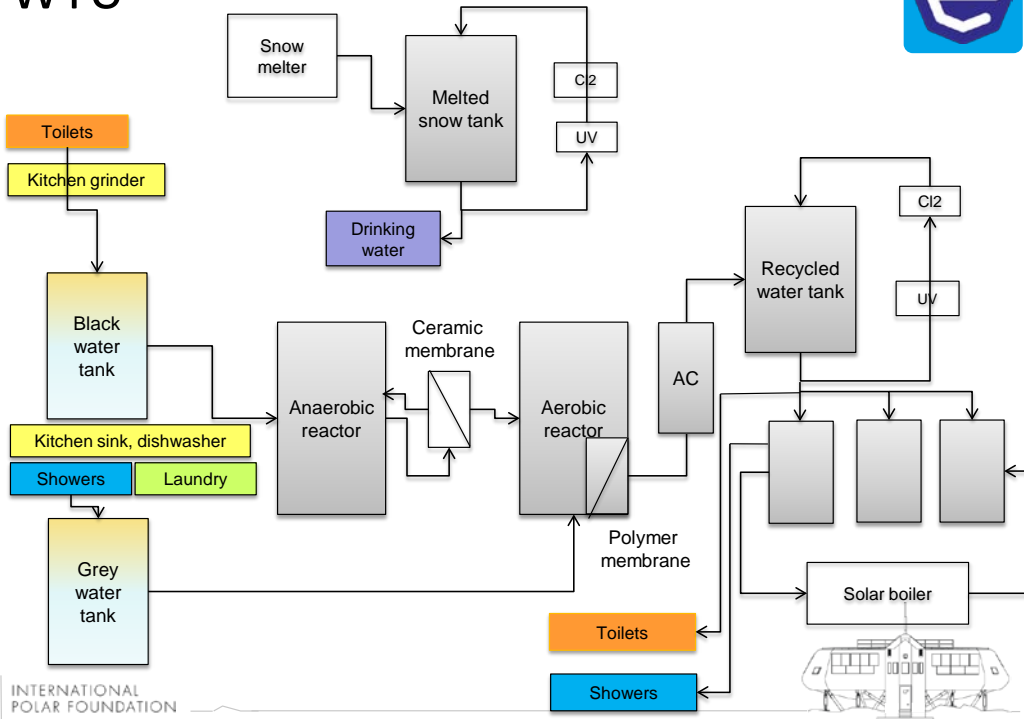 Snow
melter
Melted
snow tank
Cl2
UV
Toilets
Kitchen grinder
Drinking
water
Black
water
tank
Recycled
water tank
Cl2
UV
Ceramic
membrane
Anaerobic
reactor
Aerobic
reactor
AC
Kitchen sink, dishwasher
Showers
Laundry
Polymer
membrane
Grey
water
tank
Solar boiler
Toilets
Showers
INTERNATIONAL
POLAR FOUNDATION